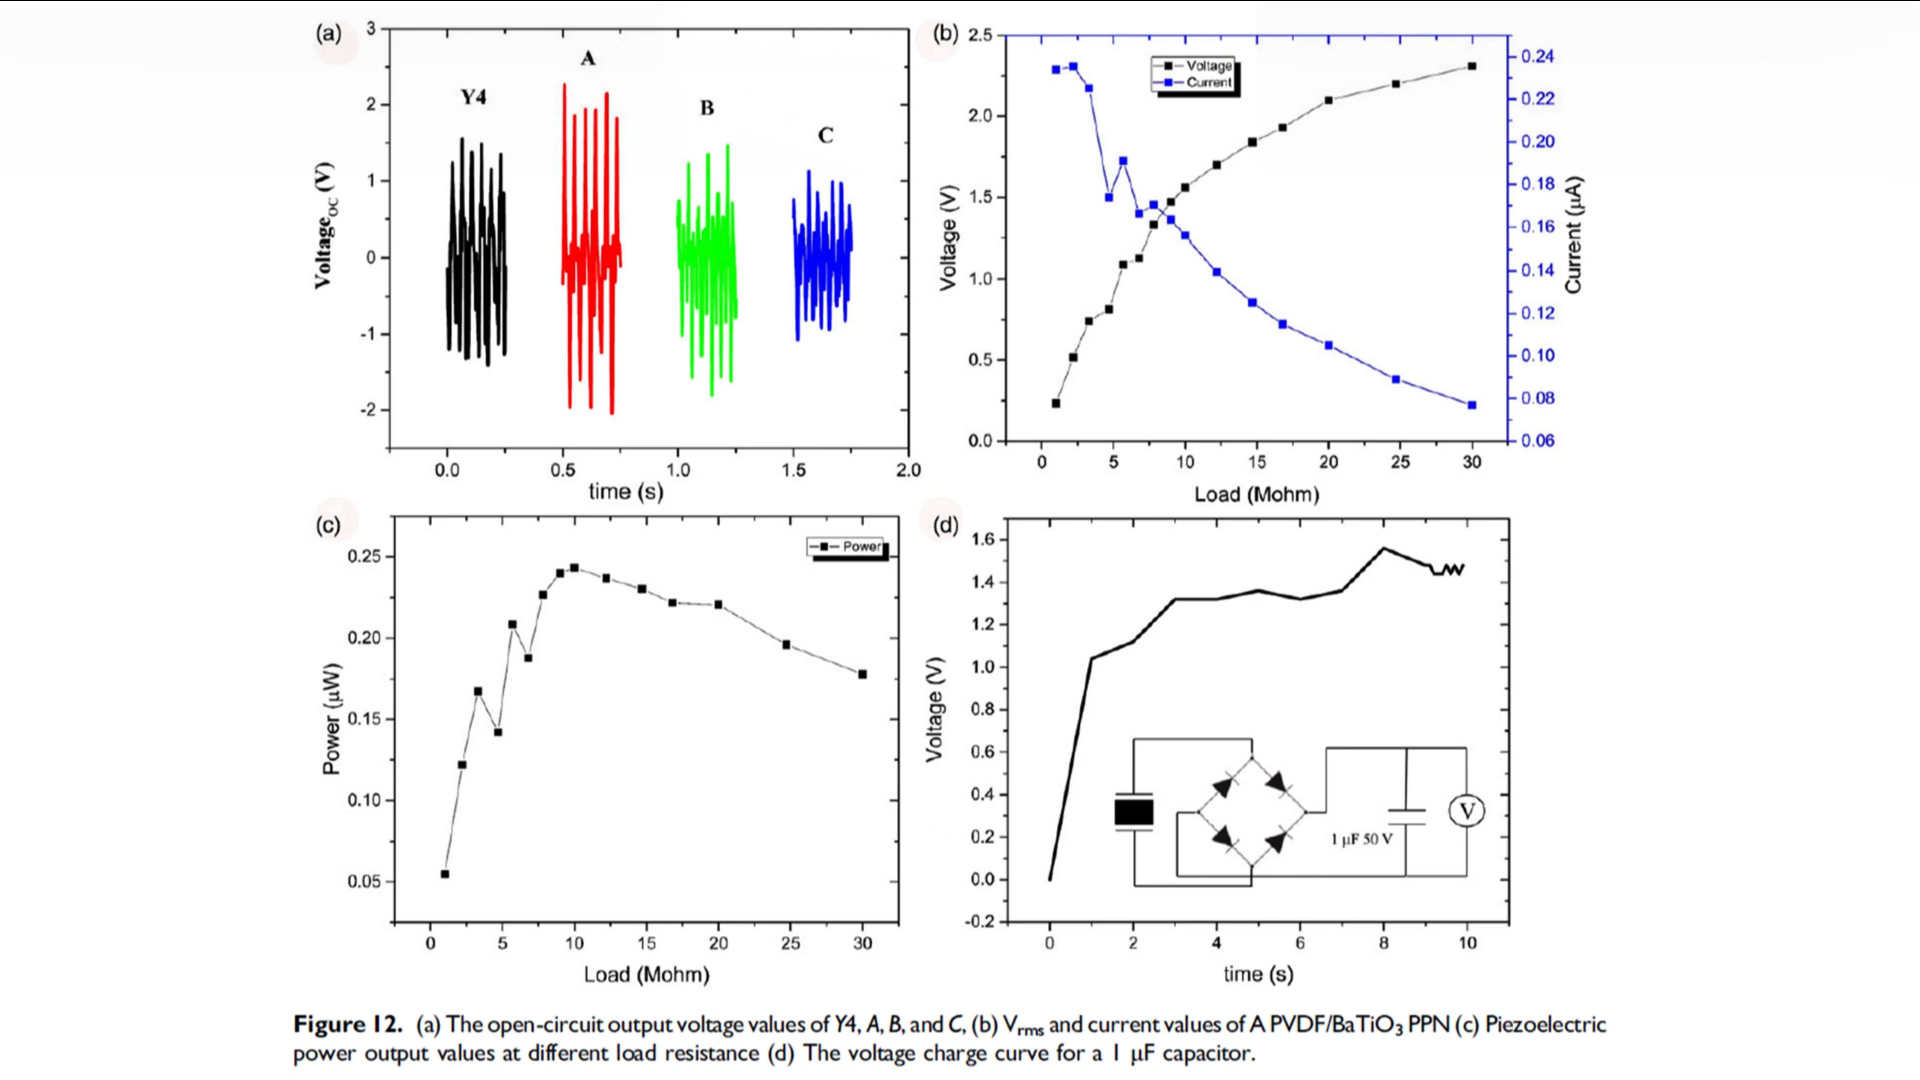 (a)
3
2
1
0
-1
-2
Voltage_OC (V)
Y4
A
B
C
0.0 0.5 1.0 1.5 2.0
time (s)
(b)
2.5
2.0
1.5
1.0
0.5
0.0
Voltage (V)
Voltage
Current
0.24
0.22
0.20
0.18
0.16
0.14
0.12
0.10
0.08
0.06
Current (μA)
0 5 10 15 20 25 30
Load (Mohm)
(c)
0.25
0.20
0.15
0.10
0.05
Power (μW)
Power
0 5 10 15 20 25 30
Load (Mohm)
(d)
1.6
1.4
1.2
1.0
0.8
0.6
0.4
0.2
0.0
-0.2
Voltage (V)
V
1 μF 50 V
0 2 4 6 8 10
time (s)
Figure 12. (a) The open-circuit output voltage values of Y4, A, B, and C, (b) Vrms and current values of A PVDF/BaTiO3 PPN (c) Piezoelectric
power output values at different load resistance (d) The voltage charge curve for a 1 μF capacitor.